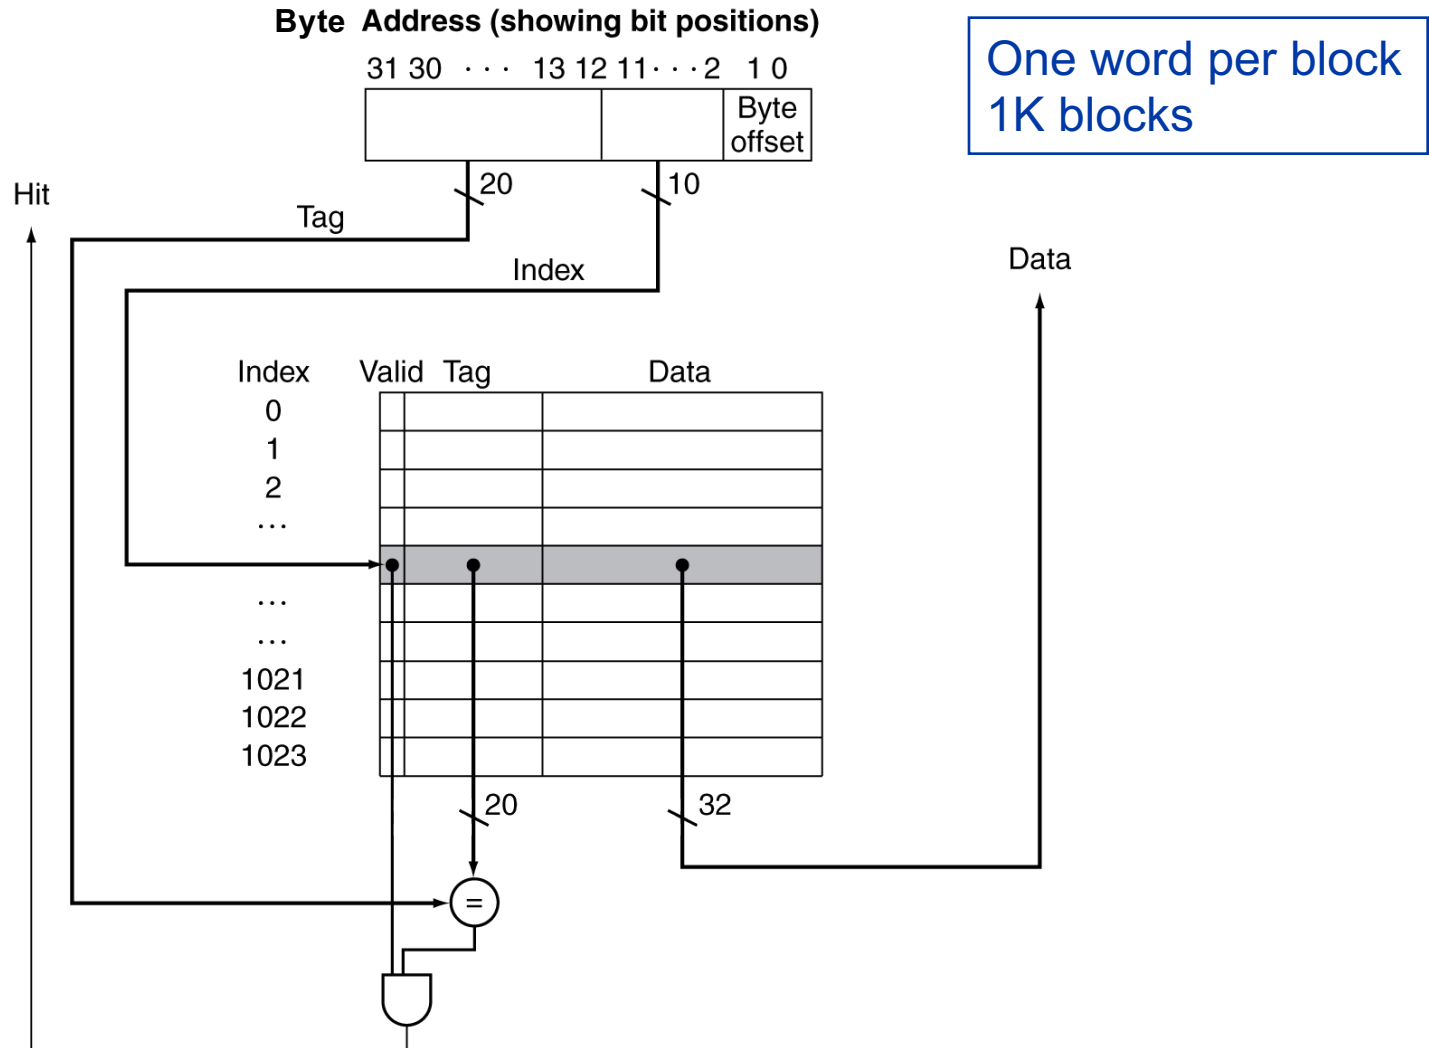 Byte Address (showing bit positions)
One word per block
1K blocks
31 30 · · · 13 12 11 · · · 2 1 0
Byte
offset
Hit
20
10
Tag
Index
Data
Index Valid Tag Data
0
1
2
...
...
...
1021
1022
1023
20
32
=